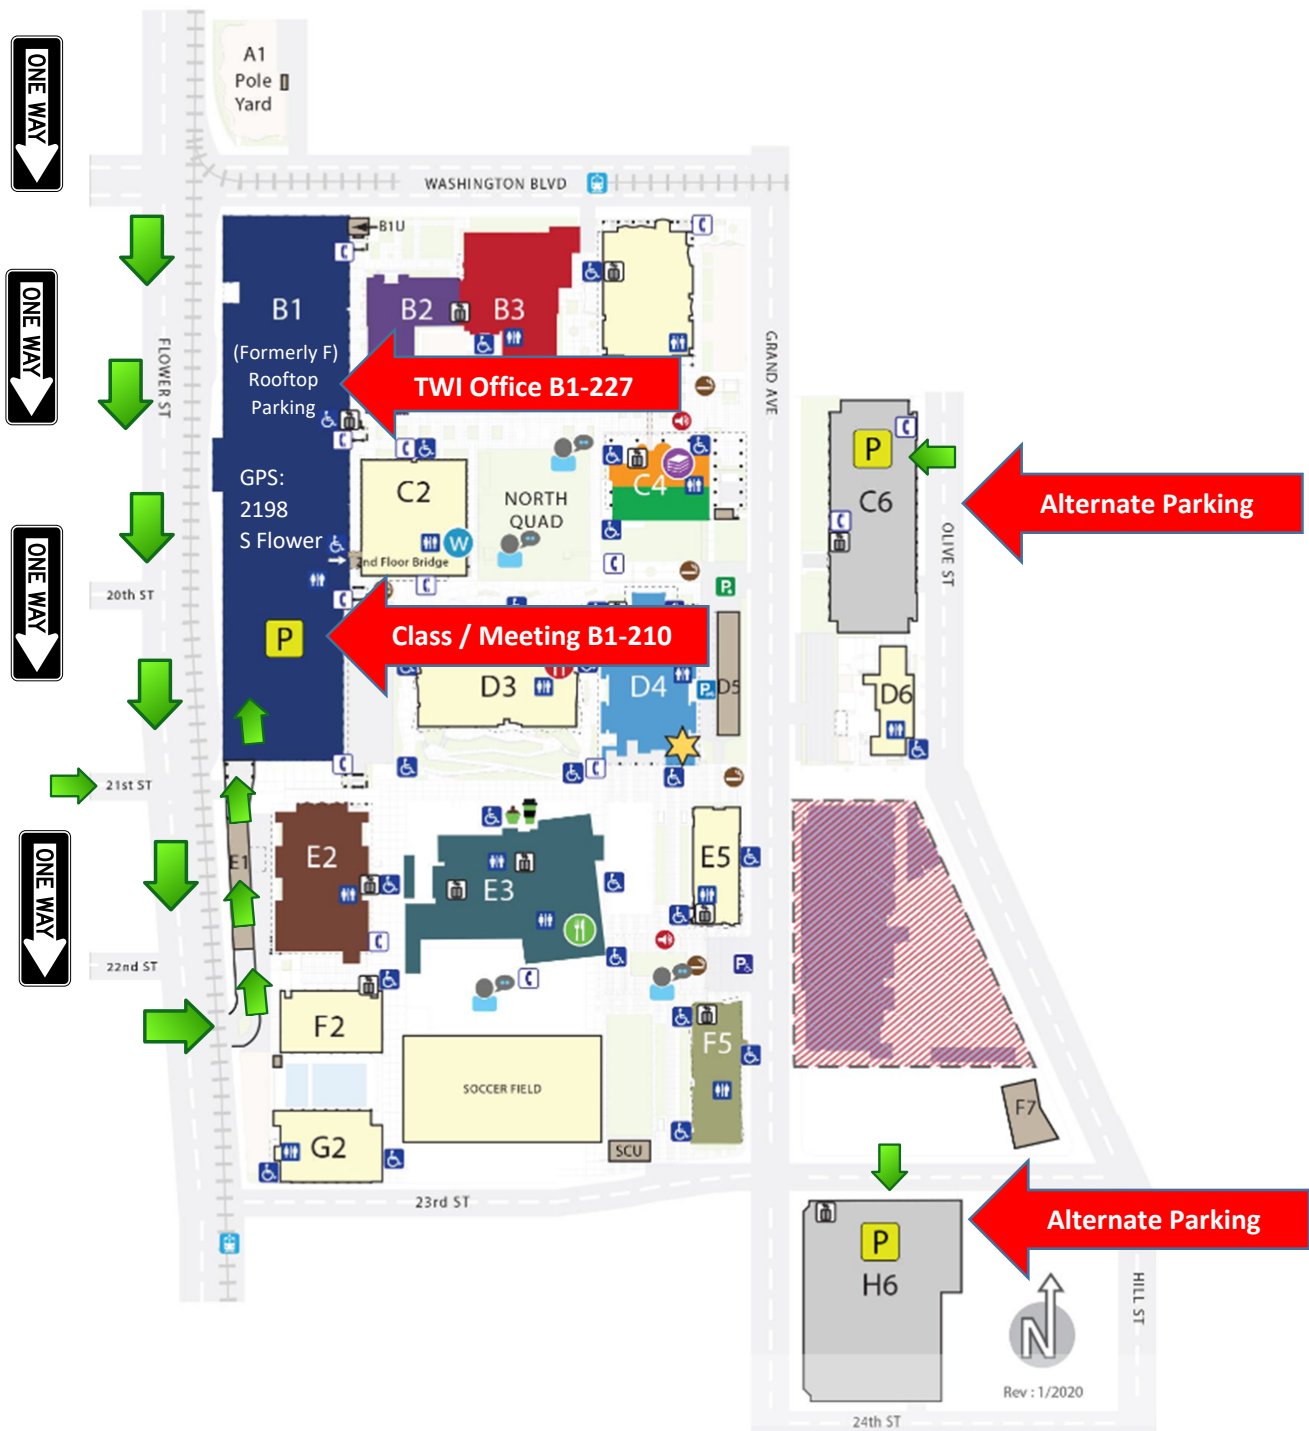 ONE WAY
A1
Pole
Yard
WASHINGTON BLVD
B1U
B1
B2
B3
ONE WAY
FLOWER ST
GRAND AVE
(Formerly F)
Rooftop
Parking
TWI Office B1-227
P
C6
Alternate Parking
OLIVE ST
GPS:
2198
S Flower
C2
W
2nd Floor Bridge
NORTH
QUAD
C4
ONE WAY
20th ST
P
P
Class / Meeting B1-210
D3
D4
P
D5
D6
21st ST
ONE WAY
E1
E2
E3
E5
22nd ST
P
F2
F5
SOCCER FIELD
F7
G2
SCU
23rd ST
Alternate Parking
P
H6
HILL ST
N
Rev : 1/2020
24th ST